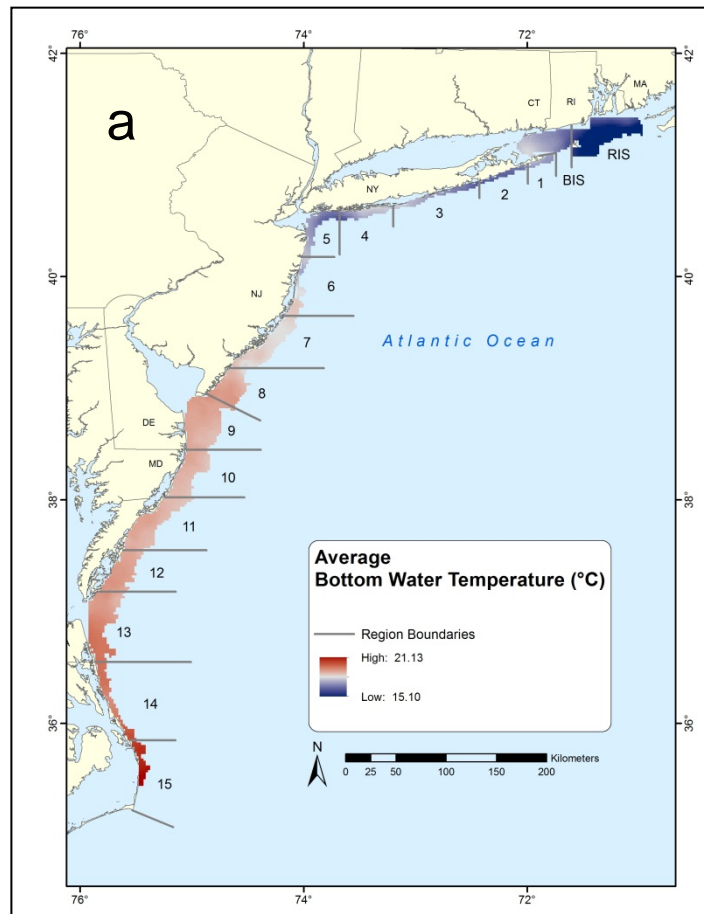 76°
74°
72°
42°
42°
a
MA
CT
RI
RIS
BIS
NY
1
2
3
4
5
40°
40°
6
NJ
7
Atlantic Ocean
8
DE
9
MD
10
38°
38°
11
12
13
14
15
36°
36°
Average
Bottom Water Temperature (°C)
Region Boundaries
High: 21.13
Low: 15.10
N
Kilometers
0 25 50 100 150 200
76°
74°
72°